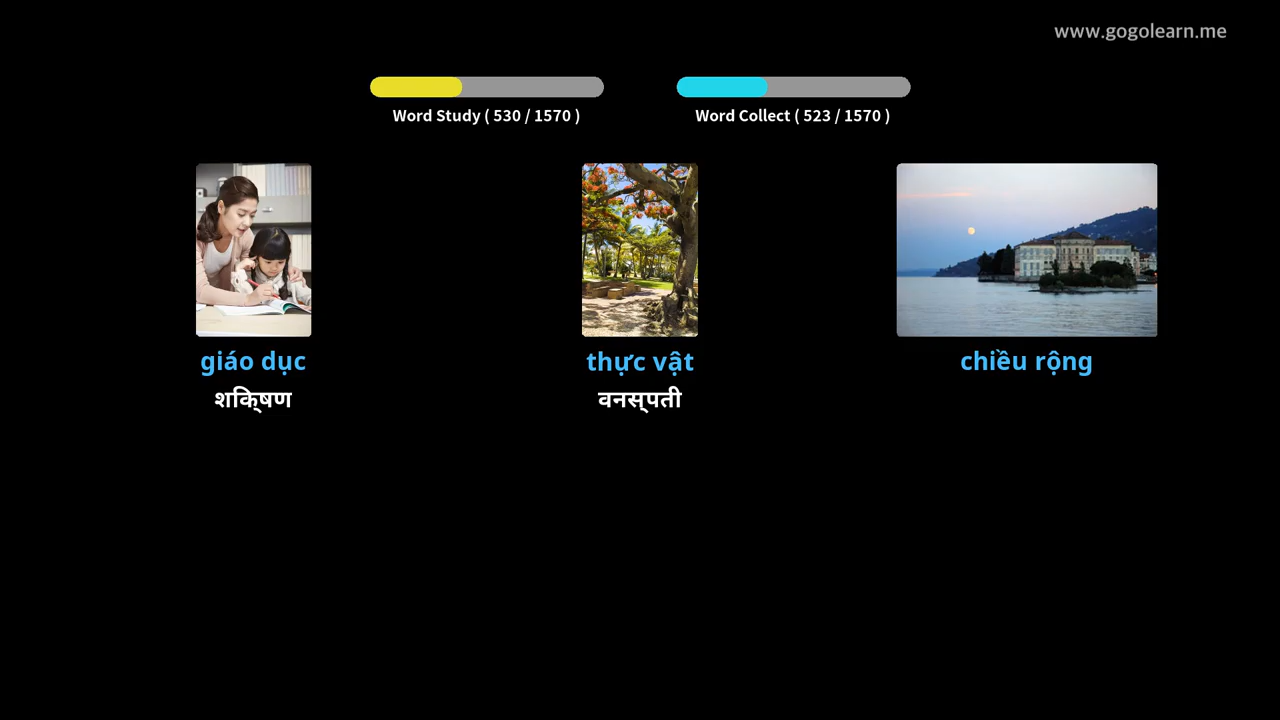 www.gogolearn.me
Word Study ( 530 / 1570 )
Word Collect ( 523 / 1570 )
giáo dục
शिक्षण
thực vật
वनस्पती
chiều rộng